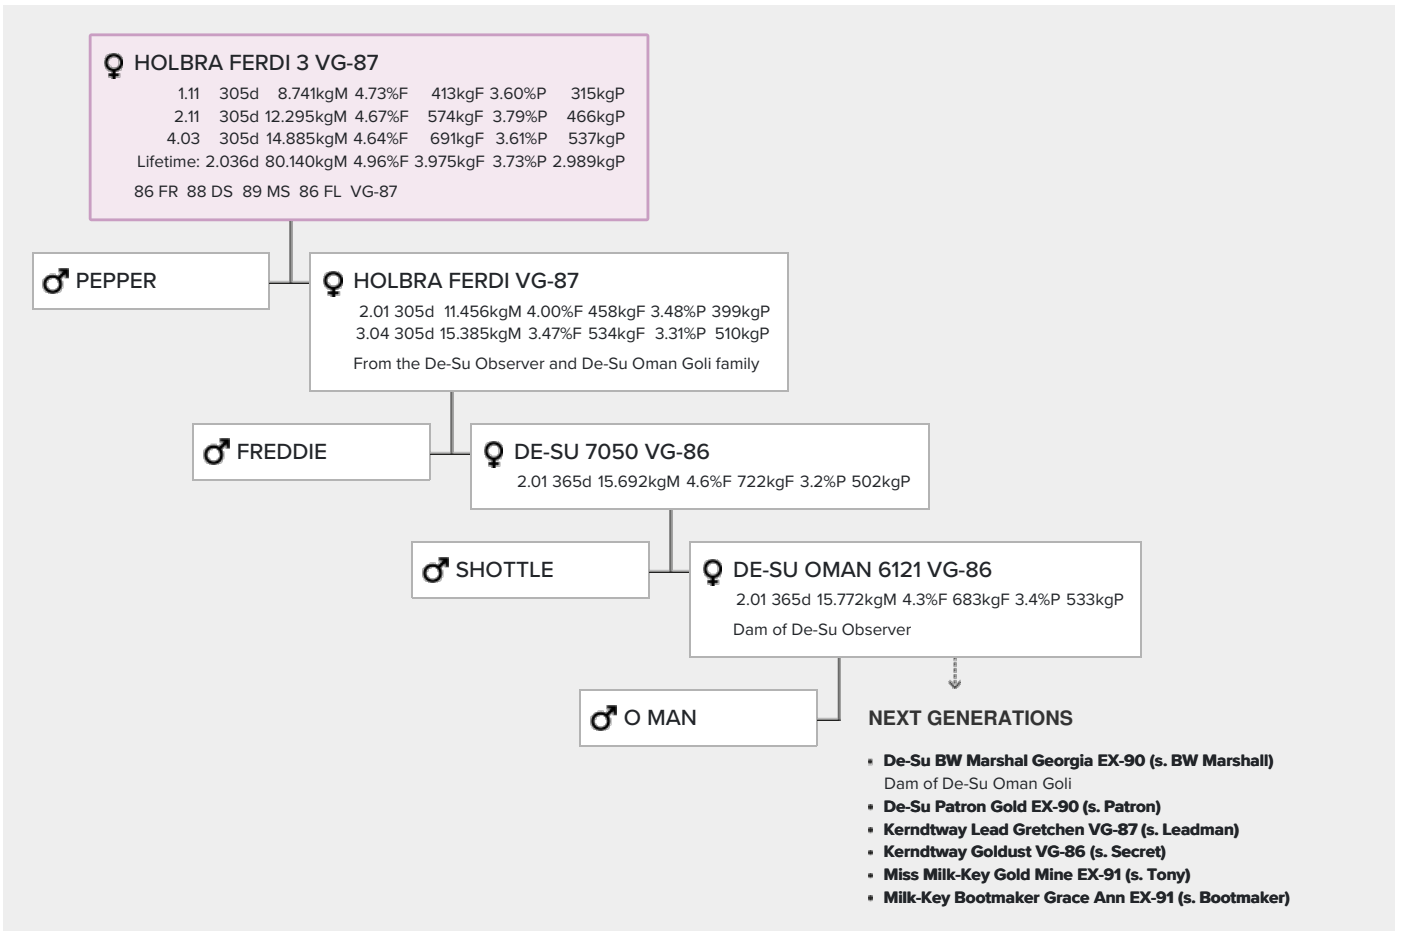 HOLBRA FERDI 3 VG-87
1.11 305d 8.741kgM 4.73%F 413kgF 3.60%P 315kgP
2.11 305d 12.295kgM 4.67%F 574kgF 3.79%P 466kgP
4.03 305d 14.885kgM 4.64%F 691kgF 3.61%P 537kgP
Lifetime: 2.036d 80.140kgM 4.96%F 3.975kgF 3.73%P 2.989kgP
86 FR 88 DS 89 MS 86 FL VG-87
PEPPER
HOLBRA FERDI VG-87
2.01 305d 11.456kgM 4.00%F 458kgF 3.48%P 399kgP
3.04 305d 15.385kgM 3.47%F 534kgF 3.31%P 510kgP
From the De-Su Observer and De-Su Oman Goli family
FREDDIE
DE-SU 7050 VG-86
2.01 365d 15.692kgM 4.6%F 722kgF 3.2%P 502kgP
SHOTTLE
DE-SU OMAN 6121 VG-86
2.01 365d 15.772kgM 4.3%F 683kgF 3.4%P 533kgP
Dam of De-Su Observer
O MAN
NEXT GENERATIONS
• De-Su BW Marshal Georgia EX-90 (s. BW Marshall)
Dam of De-Su Oman Goli
• De-Su Patron Gold EX-90 (s. Patron)
• Kerndtway Lead Gretchen VG-87 (s. Leadman)
• Kerndtway Goldust VG-86 (s. Secret)
• Miss Milk-Key Gold Mine EX-91 (s. Tony)
• Milk-Key Bootmaker Grace Ann EX-91 (s. Bootmaker)